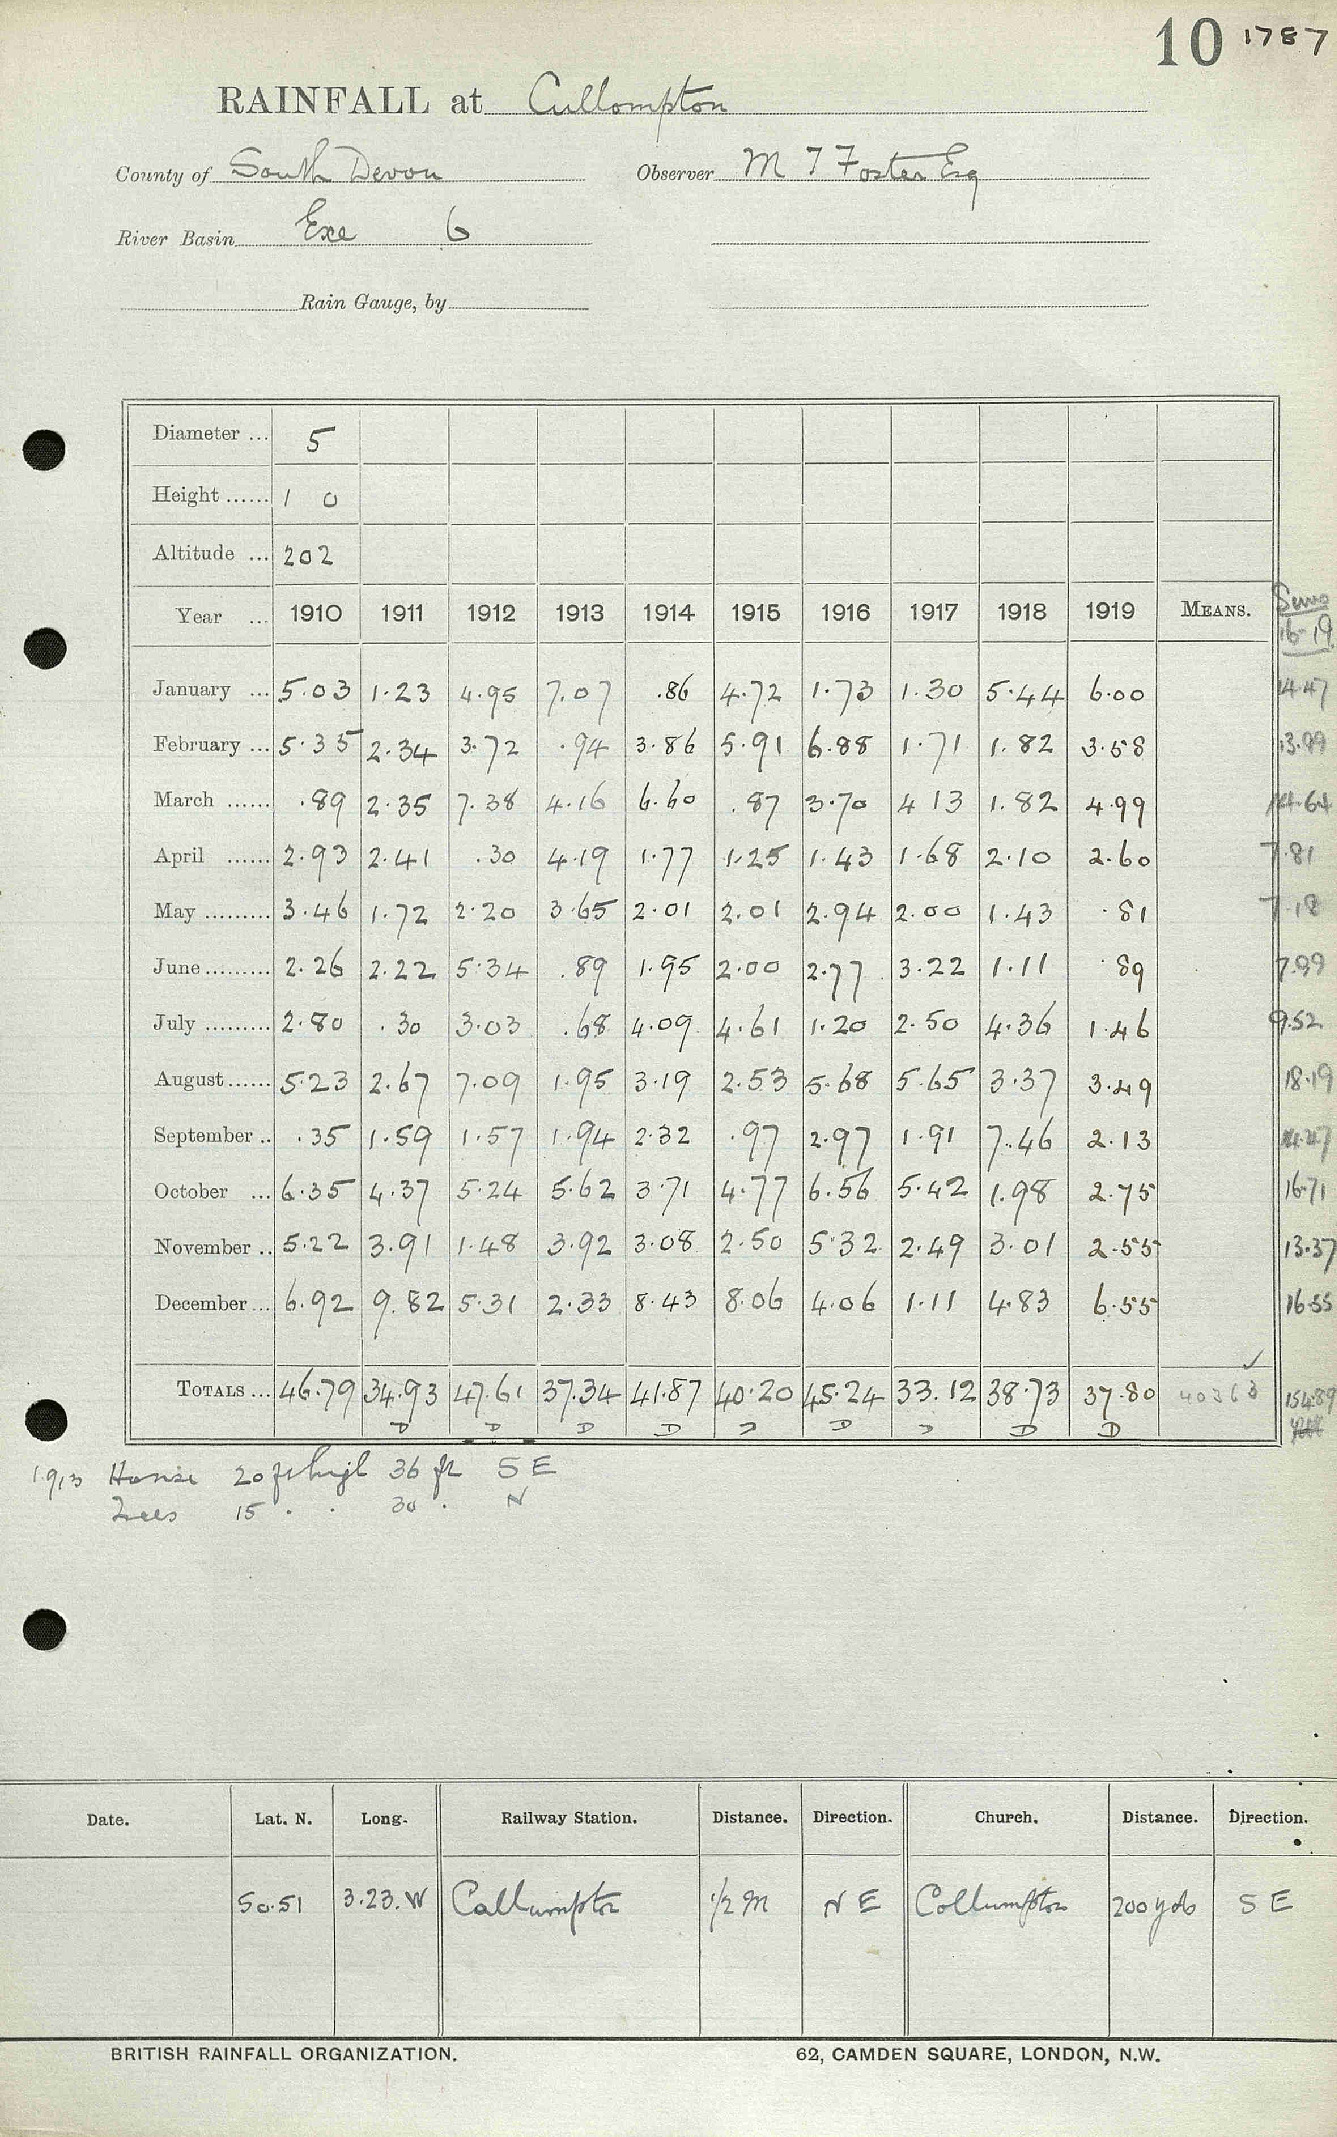 10 1787
RAINFALL at Cullompton
County of South Devon Observer M T Foster Esq
River Basin Exe 6
Rain Gauge, by
Diameter ... 5
Height ...... 1 0
Altitude ... 202
Year ... 1910 1911 1912 1913 1914 1915 1916 1917 1918 1919 MEANS. Sums 16-19
January ... 5.03 1.23 4.95 7.07 .86 4.72 1.73 1.30 5.44 6.00 14.47
February ... 5.35 2.34 3.72 .94 3.86 5.91 6.88 1.71 1.82 3.58 13.99
March ...... .89 2.35 7.38 4.16 6.60 .87 3.70 4 13 1.82 4.99 14.64
April ...... 2.93 2.41 .30 4.19 1.77 1.25 1.43 1.68 2.10 2.60 7.81
May ......... 3.46 1.72 2.20 3.65 2.01 2.01 2.94 2.00 1.43 .81 7.18
June ......... 2.26 2.22 5.34 .89 1.95 2.00 2.77 3.22 1.11 .89 7.99
July ......... 2.80 .30 3.03 .68 4.09 4.61 1.20 2.50 4.36 1.46 9.52
August ...... 5.23 2.67 7.09 1.95 3.19 2.53 5.68 5.65 3.37 3.49 18.19
September .. .35 1.59 1.57 1.94 2.32 .97 2.97 1.91 7.46 2.13 14.47
October ... 6.35 4.37 5.24 5.62 3.71 4.77 6.56 5.42 1.98 2.75 16.71
November .. 5.22 3.91 1.48 3.92 3.08 2.50 5.32 2.49 3.01 2.55 13.37
December ... 6.92 9.82 5.31 2.33 8.43 8.06 4.06 1.11 4.83 6.55 16.55
TOTALS ... 46.79 34.93 47.61 37.34 41.87 40.20 45.24 33.12 38.73 37.80 40363 154.89
D D D D D D D D D
1913 House 20 ft high 36 ft S E
Trees 15 . . 30 . N
Date. Lat. N. Long. Railway Station. Distance. Direction. Church. Distance. Direction.
50.51 3.23.W Callumpton 1/2 M N E Collumpton 200 yds S E
BRITISH RAINFALL ORGANIZATION. 62, CAMDEN SQUARE, LONDON, N.W.